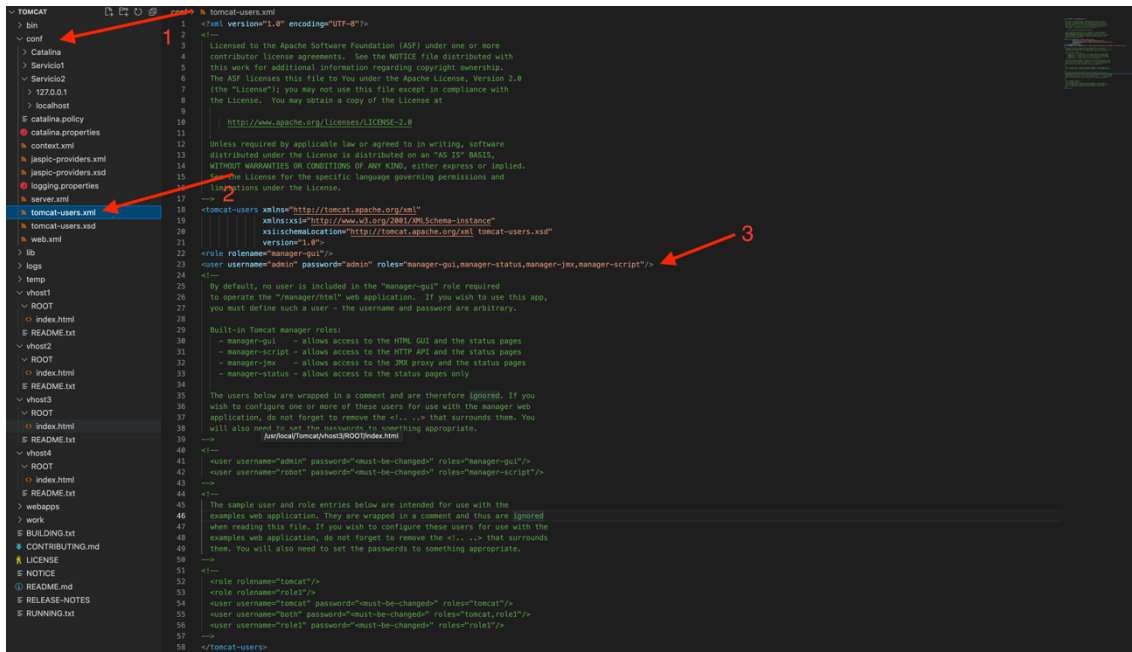 TOMCAT
bin
conf
Catalina
Servicio1
Servicio2
127.0.0.1
localhost
catalina.policy
catalina.properties
context.xml
jaspic-providers.xml
jaspic-providers.xsd
logging.properties
server.xml
tomcat-users.xml
tomcat-users.xsd
web.xml
lib
logs
temp
vhost1
ROOT
index.html
README.txt
vhost2
ROOT
index.html
README.txt
vhost3
ROOT
index.html
README.txt
vhost4
ROOT
index.html
README.txt
webapps
work
BUILDING.txt
CONTRIBUTING.md
LICENSE
NOTICE
README.md
RELEASE-NOTES
RUNNING.txt
1
2
3
conf > tomcat-users.xml
1 <?xml version="1.0" encoding="UTF-8"?>
2 <!--
3 Licensed to the Apache Software Foundation (ASF) under one or more
4 contributor license agreements. See the NOTICE file distributed with
5 this work for additional information regarding copyright ownership.
6 The ASF licenses this file to You under the Apache License, Version 2.0
7 (the "License"); you may not use this file except in compliance with
8 the License. You may obtain a copy of the License at
9
10 http://www.apache.org/licenses/LICENSE-2.0
11
12 Unless required by applicable law or agreed to in writing, software
13 distributed under the License is distributed on an "AS IS" BASIS,
14 WITHOUT WARRANTIES OR CONDITIONS OF ANY KIND, either express or implied.
15 See the License for the specific language governing permissions and
16 limitations under the License.
17 -->
18 <tomcat-users xmlns="http://tomcat.apache.org/xml"
19 xmlns:xsi="http://www.w3.org/2001/XMLSchema-instance"
20 xsi:schemaLocation="http://tomcat.apache.org/xml tomcat-users.xsd"
21 version="1.0">
22 <role rolename="manager-gui"/>
23 <user username="admin" password="admin" roles="manager-gui,manager-status,manager-jmx,manager-script"/>
24 <!--
25 By default, no user is included in the "manager-gui" role required
26 to operate the "/manager/html" web application. If you wish to use this app,
27 you must define such a user - the username and password are arbitrary.
28
29 Built-in Tomcat manager roles:
30 - manager-gui - allows access to the HTML GUI and the status pages
31 - manager-script - allows access to the HTTP API and the status pages
32 - manager-jmx - allows access to the JMX proxy and the status pages
33 - manager-status - allows access to the status pages only
34
35 The users below are wrapped in a comment and are therefore ignored. If you
36 wish to configure one or more of these users for use with the manager web
37 application, do not forget to remove the <!.. ..> that surrounds them. You
38 will also need to set the passwords to something appropriate.
/usr/local/Tomcat/vhost3/ROOT/index.html
39 -->
40 <!--
41 <user username="admin" password="<must-be-changed>" roles="manager-gui"/>
42 <user username="robot" password="<must-be-changed>" roles="manager-script"/>
43 -->
44 <!--
45 The sample user and role entries below are intended for use with the
46 examples web application. They are wrapped in a comment and thus are ignored
47 when reading this file. If you wish to configure these users for use with the
48 examples web application, do not forget to remove the <!.. ..> that surrounds
49 them. You will also need to set the passwords to something appropriate.
50 -->
51 <!--
52 <role rolename="tomcat"/>
53 <role rolename="role1"/>
54 <user username="tomcat" password="<must-be-changed>" roles="tomcat"/>
55 <user username="both" password="<must-be-changed>" roles="tomcat,role1"/>
56 <user username="role1" password="<must-be-changed>" roles="role1"/>
57 -->
58 </tomcat-users>